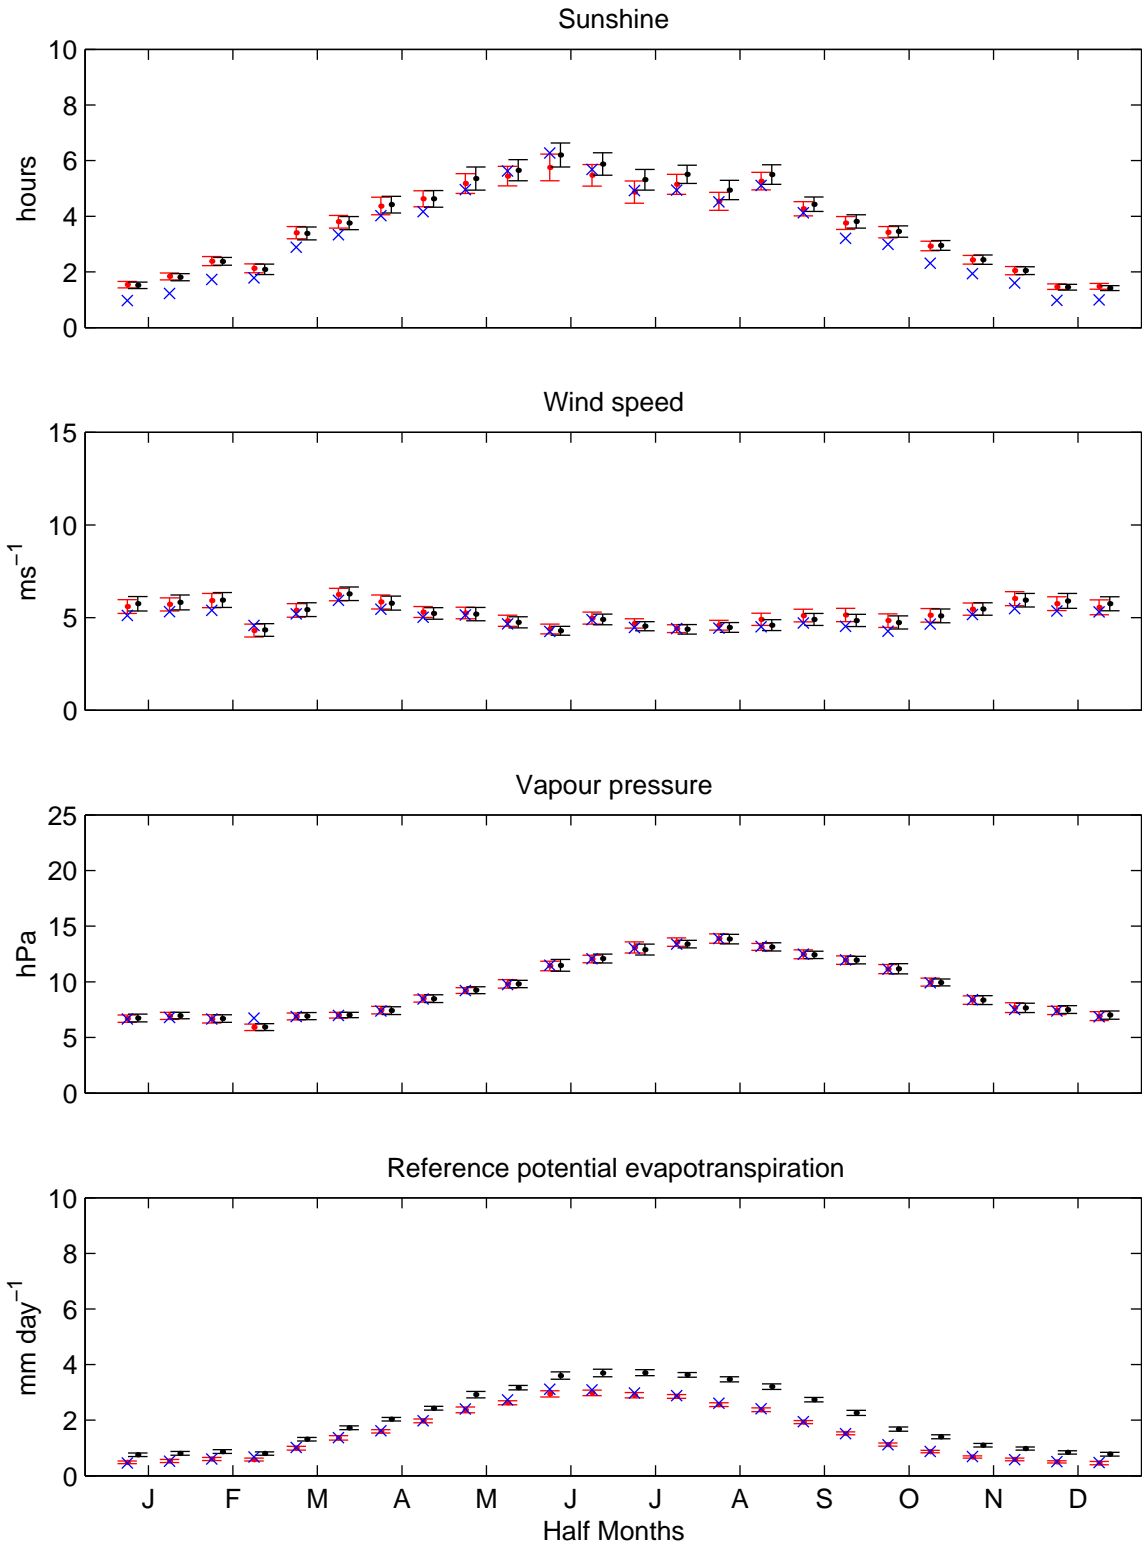 Sunshine
10
8
6
4
2
0
hours
Wind speed
15
10
5
0
ms−1
Vapour pressure
25
20
15
10
5
0
hPa
Reference potential evapotranspiration
10
8
6
4
2
0
mm day−1
J F M A M J J A S O N D
Half Months